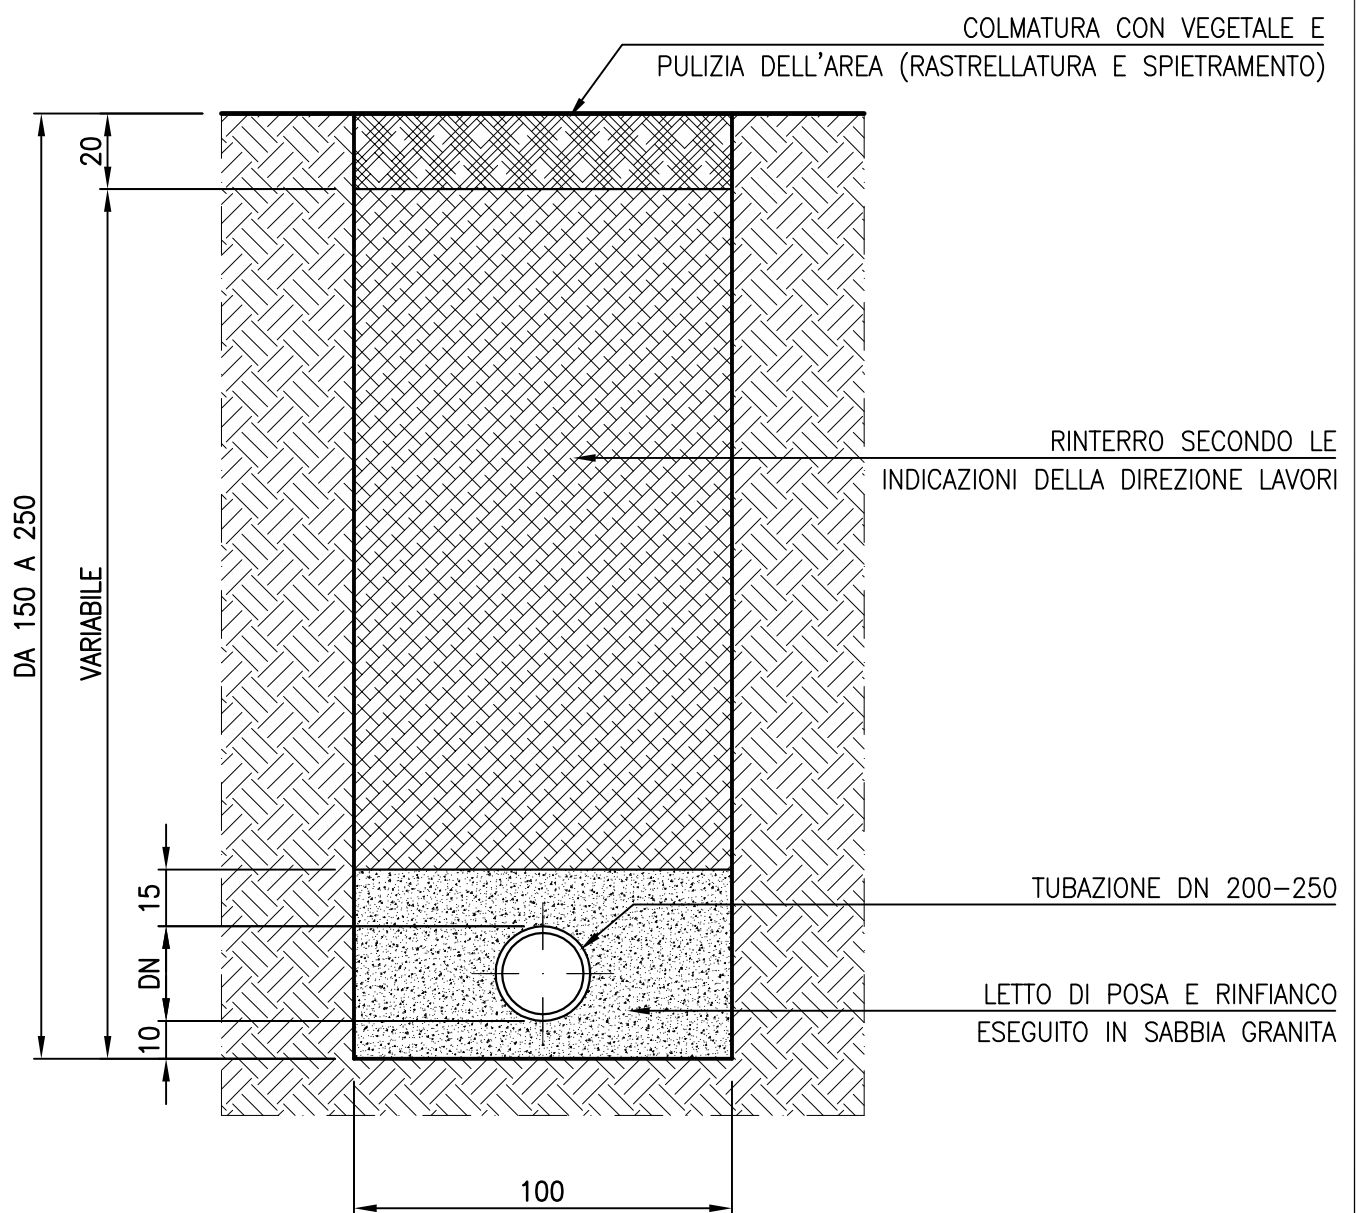 COLMATURA CON VEGETALE E
PULIZIA DELL'AREA (RASTRELLATURA E SPIETRAMENTO)
20
DA 150 A 250
VARIABILE
RINTERRO SECONDO LE
INDICAZIONI DELLA DIREZIONE LAVORI
15
DN
10
TUBAZIONE DN 200-250
LETTO DI POSA E RINFIANCO
ESEGUITO IN SABBIA GRANITA
100